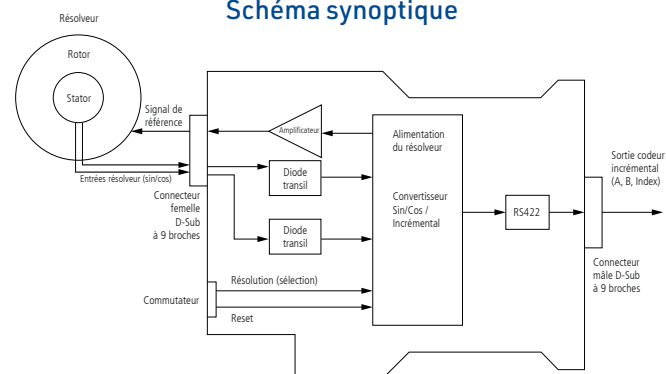 Schéma synoptique
Résolveur
Rotor
Stator
Signal de
référence
Entrées résolveur (sin/cos)
Connecteur
femelle
D-Sub
à 9 broches
Amplificateur
Diode
transil
Diode
transil
Alimentation
du résolveur
Convertisseur
Sin/Cos /
Incrémental
RS422
Sortie codeur
incrémental
(A, B, Index)
Connecteur
mâle D-Sub
à 9 broches
Commutateur
Résolution (sélection)
Reset